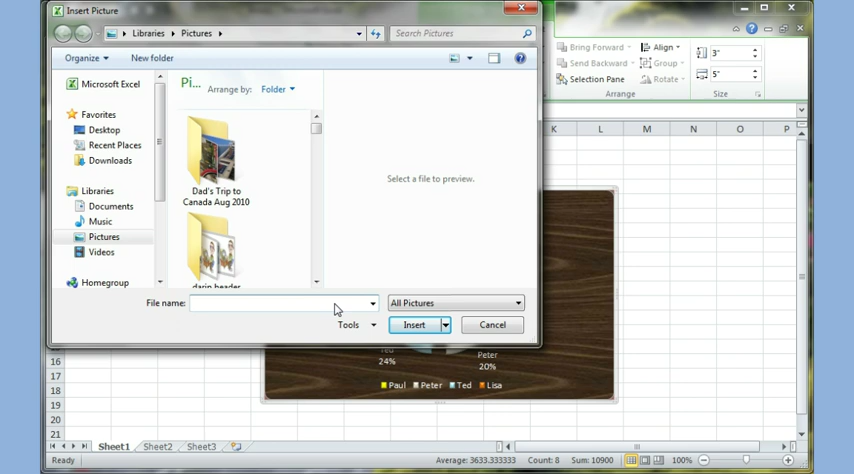 Insert Picture
Libraries
Pictures
Search Pictures
Organize
New folder
Microsoft Excel
Favorites
Desktop
Recent Places
Downloads
Libraries
Documents
Music
Pictures
Videos
Homegroup
Pi...
Arrange by: Folder
Dad's Trip to
Canada Aug 2010
darin header
Select a file to preview.
File name:
All Pictures
Tools
Insert
Cancel
Bring Forward
Send Backward
Selection Pane
Align
Group
Rotate
Arrange
3"
5"
Size
K L M N O P
Ted
24%
Peter
20%
Paul Peter Ted Lisa
16
17
18
19
20
21
Sheet1 Sheet2 Sheet3
Ready
Average: 3633.333333 Count: 8 Sum: 10900 100%